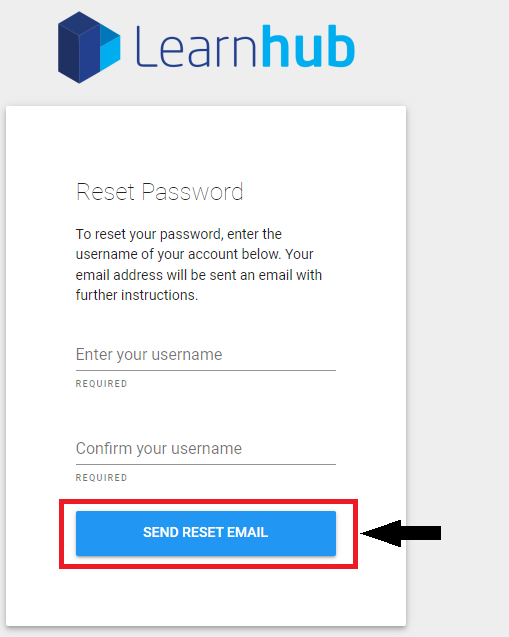 Learnhub
Reset Password
To reset your password, enter the
username of your account below. Your
email address will be sent an email with
further instructions.
Enter your username
REQUIRED
Confirm your username
REQUIRED
SEND RESET EMAIL